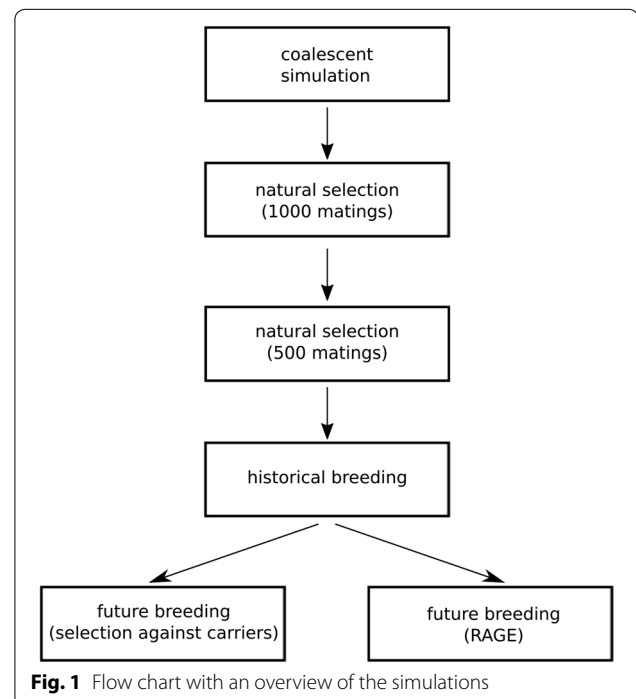 coalescent
simulation
natural selection
(1000 matings)
natural selection
(500 matings)
historical breeding
future breeding
(selection against carriers)
future breeding
(RAGE)
Fig. 1 Flow chart with an overview of the simulations